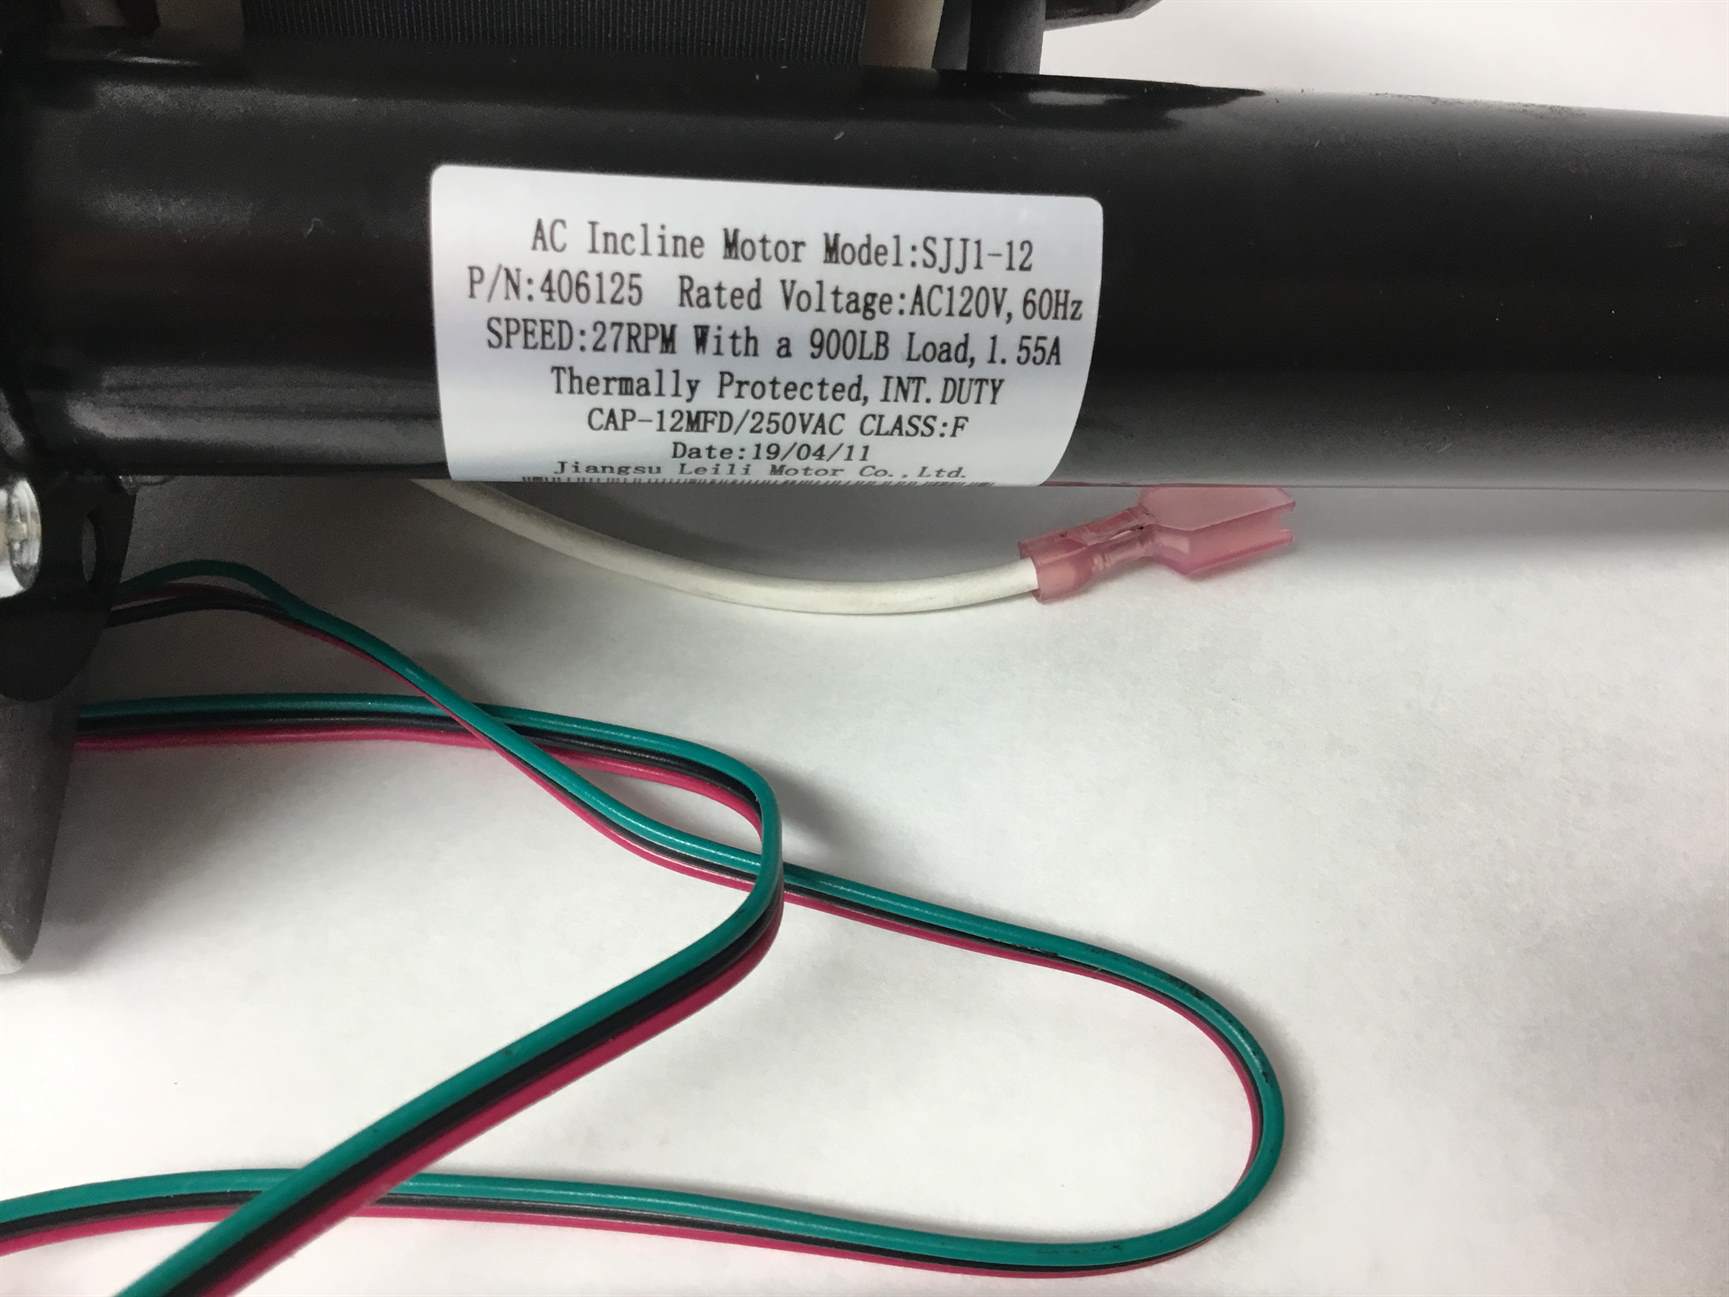 AC Incline Motor Model:SJJ1-12
P/N:406125 Rated Voltage:AC120V, 60Hz
SPEED:27RPM With a 900LB Load, 1.55A
Thermally Protected, INT. DUTY
CAP-12MFD/250VAC CLASS:F
Date:19/04/11
Jiangsu Leili Motor Co., Ltd.